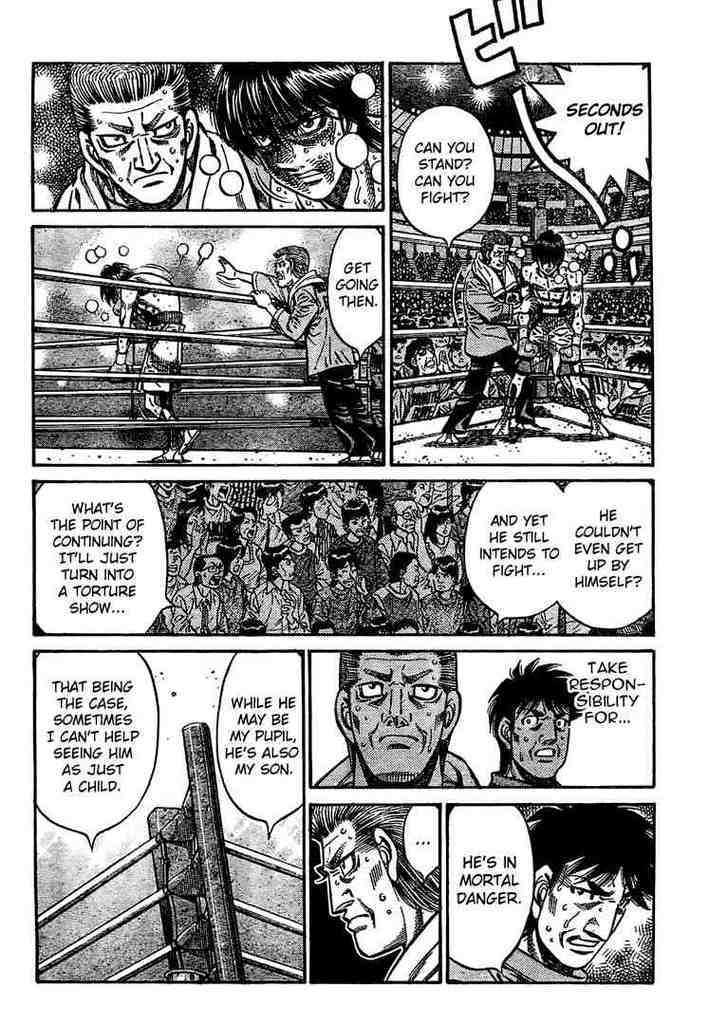 ビーッ
SECONDS
OUT!
CAN YOU
STAND?
CAN YOU
FIGHT?
GET
GOING
THEN.
HE
COULDN'T
EVEN GET
UP BY
HIMSELF?
AND YET
HE STILL
INTENDS TO
FIGHT...
WHAT'S
THE POINT OF
CONTINUING?
IT'LL JUST
TURN INTO
A TORTURE
SHOW...
TAKE
RESPON-
SIBILITY
FOR...
WHILE HE
MAY BE
MY PUPIL,
HE'S ALSO
MY SON.
THAT BEING
THE CASE,
SOMETIMES
I CAN'T HELP
SEEING HIM
AS JUST
A CHILD.
HE'S IN
MORTAL
DANGER.
...